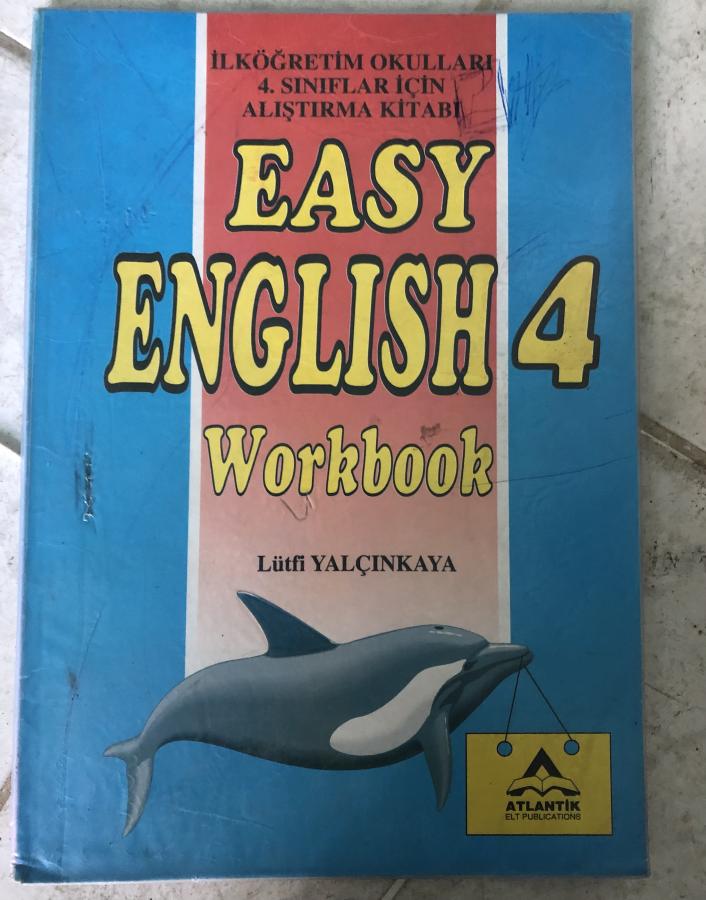 İLKÖĞRETİM OKULLARI
4. SINIFLAR İÇİN
ALIŞTIRMA KİTABI
EASY
ENGLISH 4
Workbook
Lütfi YALÇINKAYA
ATLANTİK
ELT PUBLICATIONS